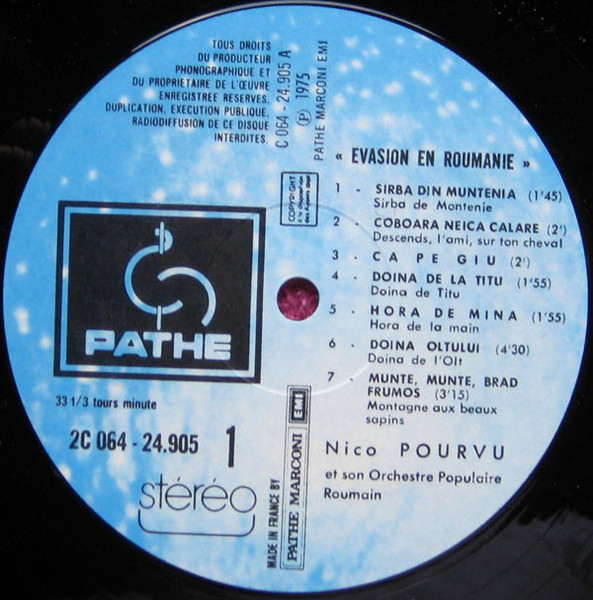 TOUS DROITS
DU PRODUCTEUR
PHONOGRAPHIQUE ET
DU PROPRIETAIRE DE L'ŒUVRE
ENREGISTREE RESERVES.
DUPLICATION, EXECUTION PUBLIQUE,
RADIODIFFUSION DE CE DISQUE
INTERDITES.
C 064 - 24.905 A
Ⓟ 1975
PATHE MARCONI EMI
COPYRIGHT
« EVASION EN ROUMANIE »
1 - SIRBA DIN MUNTENIA (1'45)
Sirba de Montenie
2 - COBOARA NEICA CALARE (2')
Descends, l'ami, sur ton cheval
3 - CA PE GIU (2')
4 - DOINA DE LA TITU (1'55)
Doina de Titu
5 - HORA DE MINA (1'55)
Hora de la main
6 - DOINA OLTULUI (4'30)
Doina de l'Olt
7 - MUNTE, MUNTE, BRAD
FRUMOS (3'15)
Montagne aux beaux
sapins
PATHE
33 1/3 tours minute
2C 064 - 24.905 1
stéréo
MADE IN FRANCE BY
PATHE MARCONI EMI
Nico POURVU
et son Orchestre Populaire
Roumain